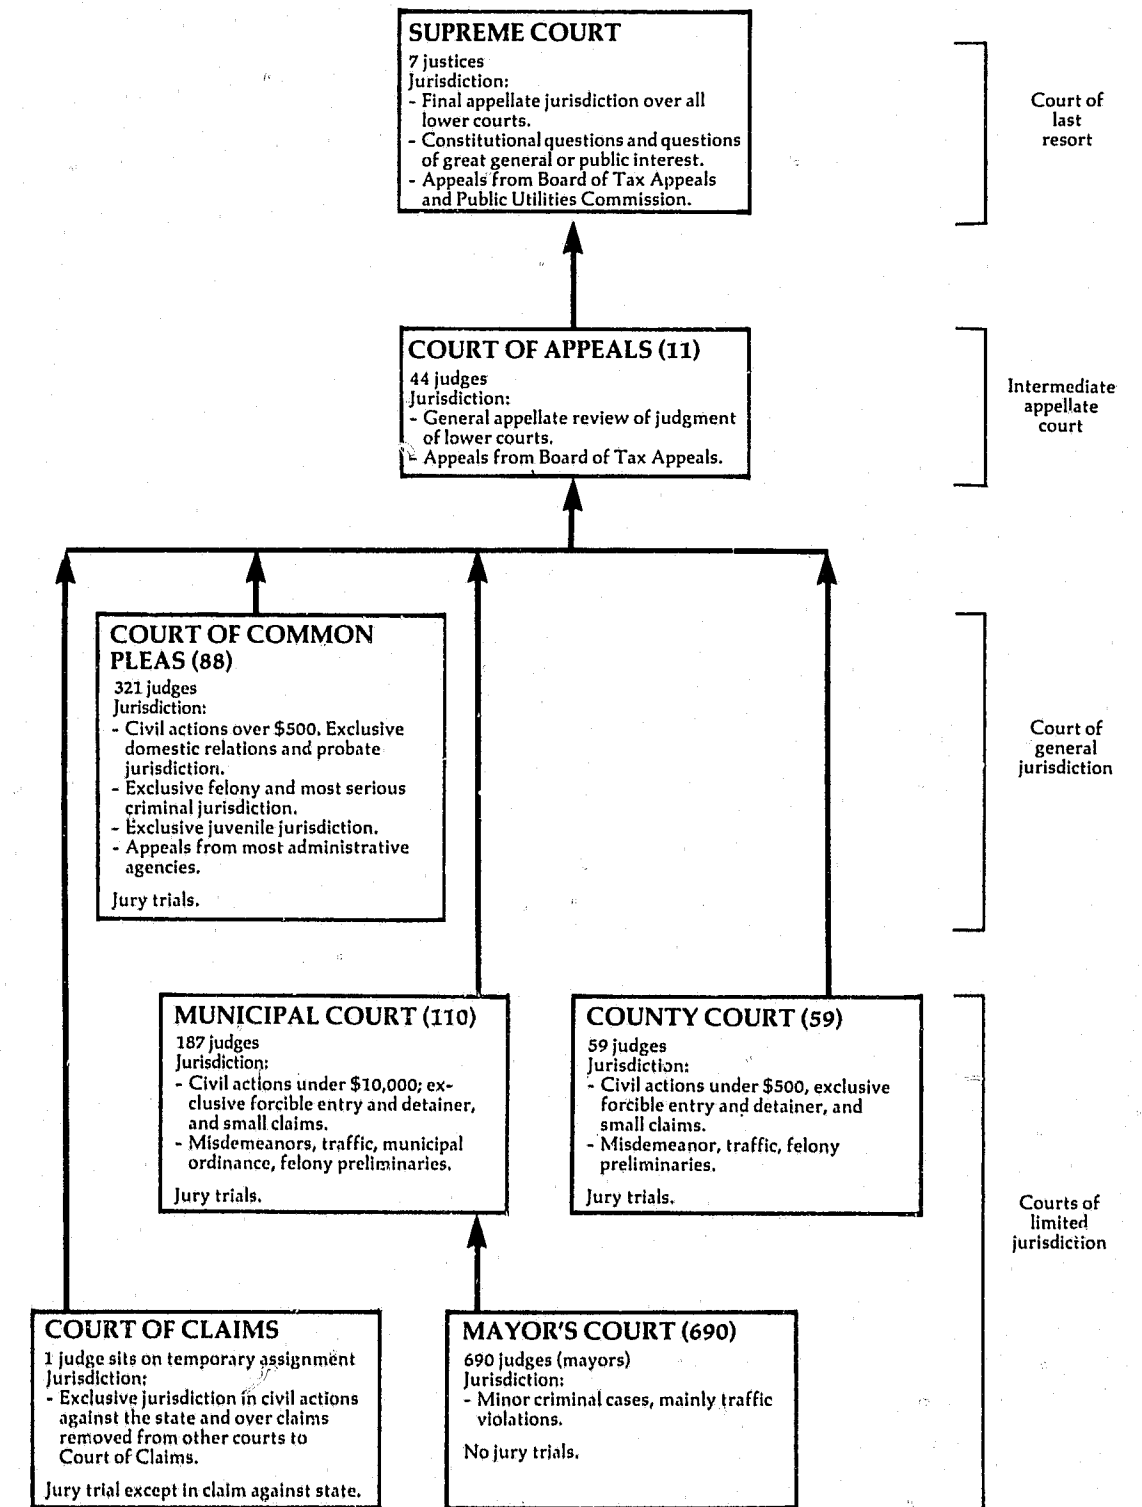 SUPREME COURT
7 justices
Jurisdiction:
- Final appellate jurisdiction over all
lower courts.
- Constitutional questions and questions
of great general or public interest.
- Appeals from Board of Tax Appeals
and Public Utilities Commission.
Court of
last
resort
COURT OF APPEALS (11)
44 judges
Jurisdiction:
- General appellate review of judgment
of lower courts.
- Appeals from Board of Tax Appeals.
Intermediate
appellate
court
COURT OF COMMON
PLEAS (88)
321 judges
Jurisdiction:
- Civil actions over $500. Exclusive
domestic relations and probate
jurisdiction.
- Exclusive felony and most serious
criminal jurisdiction.
- Exclusive juvenile jurisdiction.
- Appeals from most administrative
agencies.
Jury trials.
Court of
general
jurisdiction
MUNICIPAL COURT (110)
187 judges
Jurisdiction:
- Civil actions under $10,000; ex-
clusive forcible entry and detainer,
and small claims.
- Misdemeanors, traffic, municipal
ordinance, felony preliminaries.
Jury trials.
COUNTY COURT (59)
59 judges
Jurisdiction:
- Civil actions under $500, exclusive
forcible entry and detainer, and
small claims.
- Misdemeanor, traffic, felony
preliminaries.
Jury trials.
Courts of
limited
jurisdiction
COURT OF CLAIMS
1 judge sits on temporary assignment
Jurisdiction:
- Exclusive jurisdiction in civil actions
against the state and over claims
removed from other courts to
Court of Claims.
Jury trial except in claim against state.
MAYOR'S COURT (690)
690 judges (mayors)
Jurisdiction:
- Minor criminal cases, mainly traffic
violations.
No jury trials.